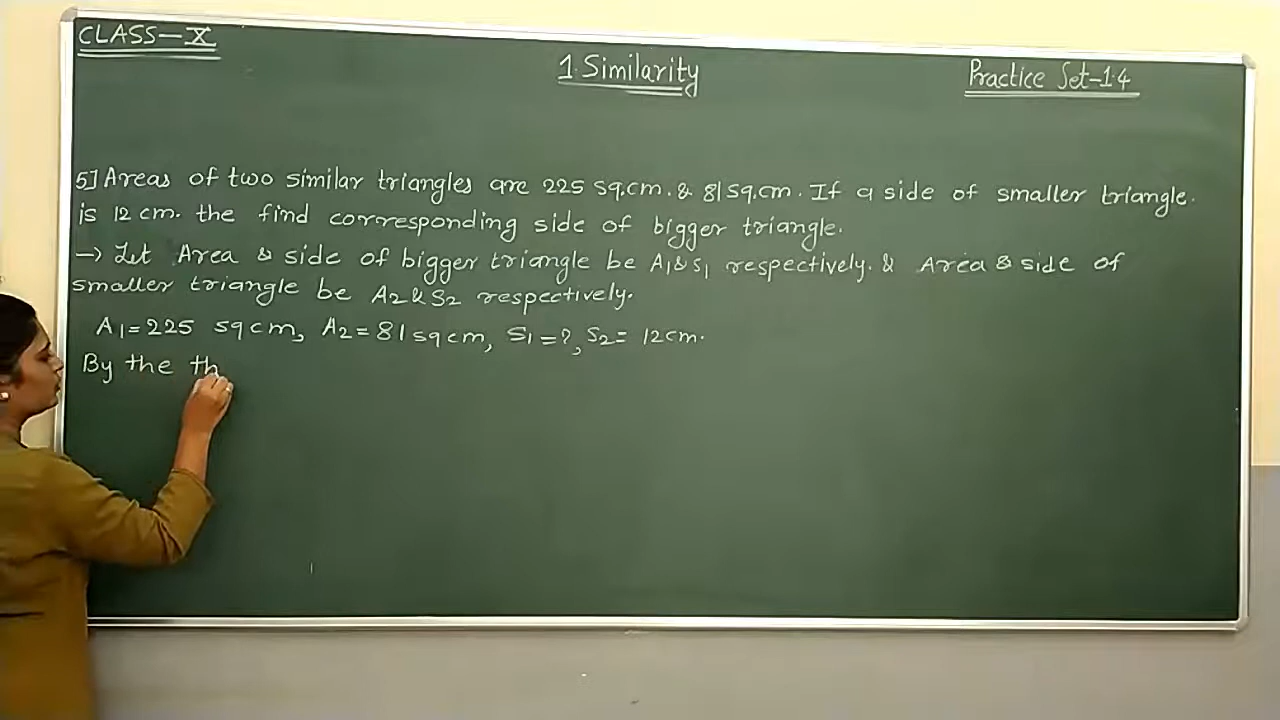 CLASS—X
1. Similarity
Practice Set-1.4
5] Areas of two similar triangles are 225 sq.cm. & 81 sq.cm. If a side of smaller triangle.
is 12 cm. the find corresponding side of bigger triangle.
→ Let Area & side of bigger triangle be A₁ & S₁ respectively. & Area & side of
smaller triangle be A₂ & S₂ respectively.
A₁ = 225 sq cm, A₂ = 81 sq cm, S₁ = ?, S₂ = 12 cm.
By the th